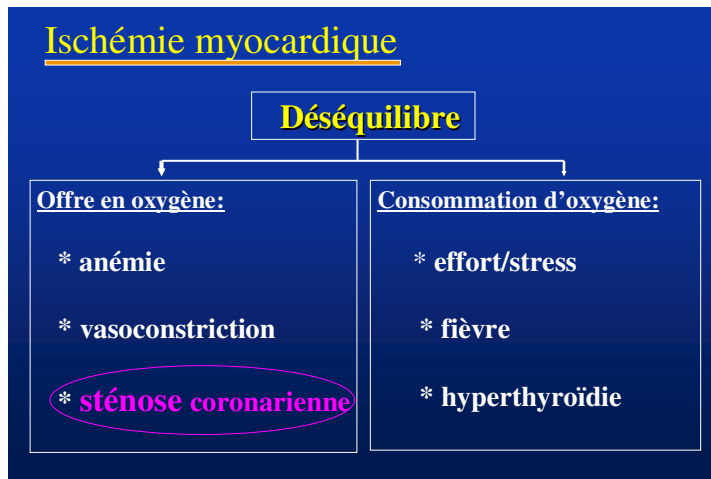 Ischémie myocardique
Déséquilibre
Offre en oxygène:
* anémie
* vasoconstriction
* sténose coronarienne
Consommation d'oxygène:
* effort/stress
* fièvre
* hyperthyroïdie